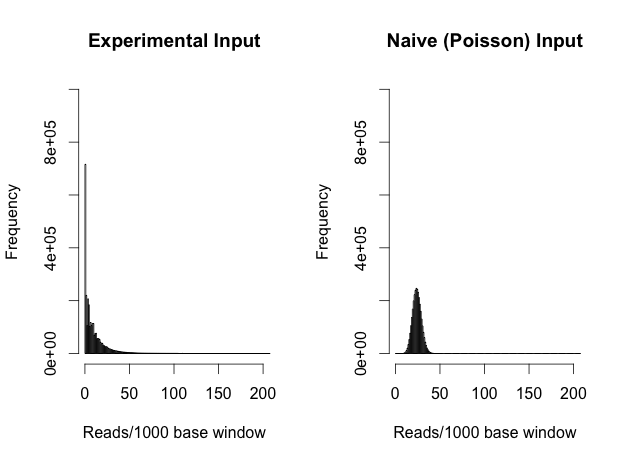 Experimental Input
Frequency
8e+05
4e+05
0e+00
0 50 100 150 200
Reads/1000 base window
Naive (Poisson) Input
Frequency
8e+05
4e+05
0e+00
0 50 100 150 200
Reads/1000 base window